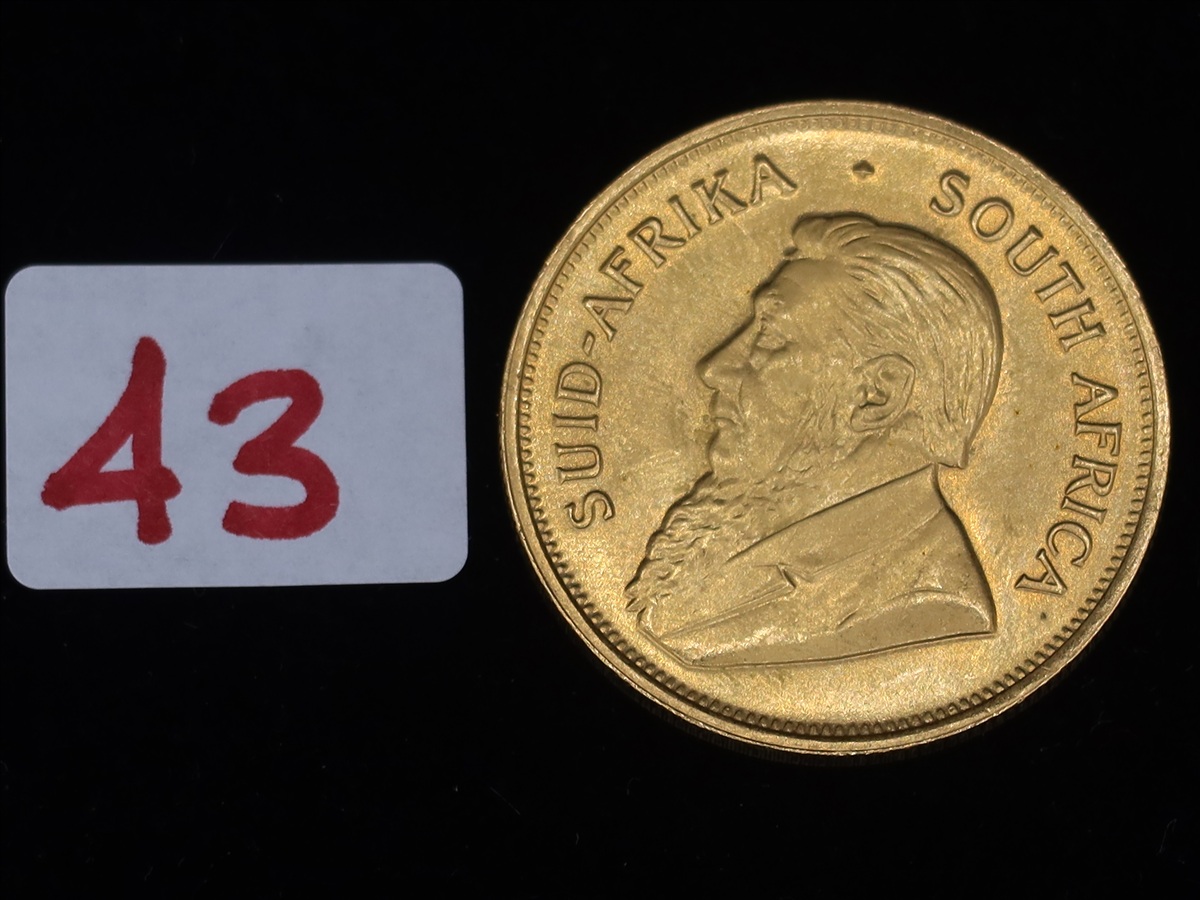 43
SUID-AFRIKA • SOUTH AFRICA